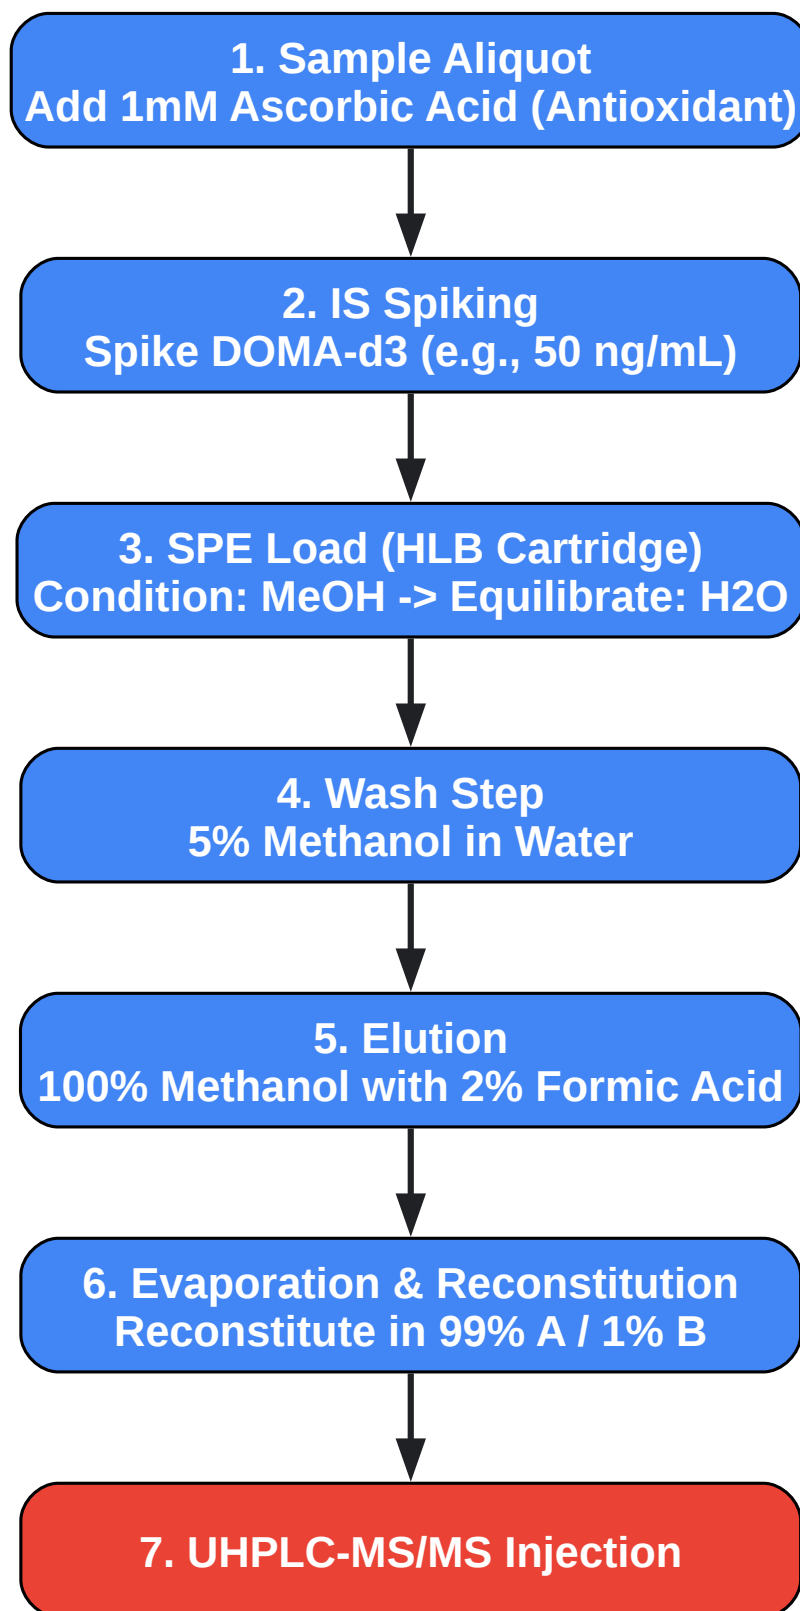 1. Sample Aliquot
Add 1mM Ascorbic Acid (Antioxidant)
2. IS Spiking
Spike DOMA-d3 (e.g., 50 ng/mL)
3. SPE Load (HLB Cartridge)
Condition: MeOH -> Equilibrate: H2O
4. Wash Step
5% Methanol in Water
5. Elution
100% Methanol with 2% Formic Acid
6. Evaporation & Reconstitution
Reconstitute in 99% A / 1% B
7. UHPLC-MS/MS Injection